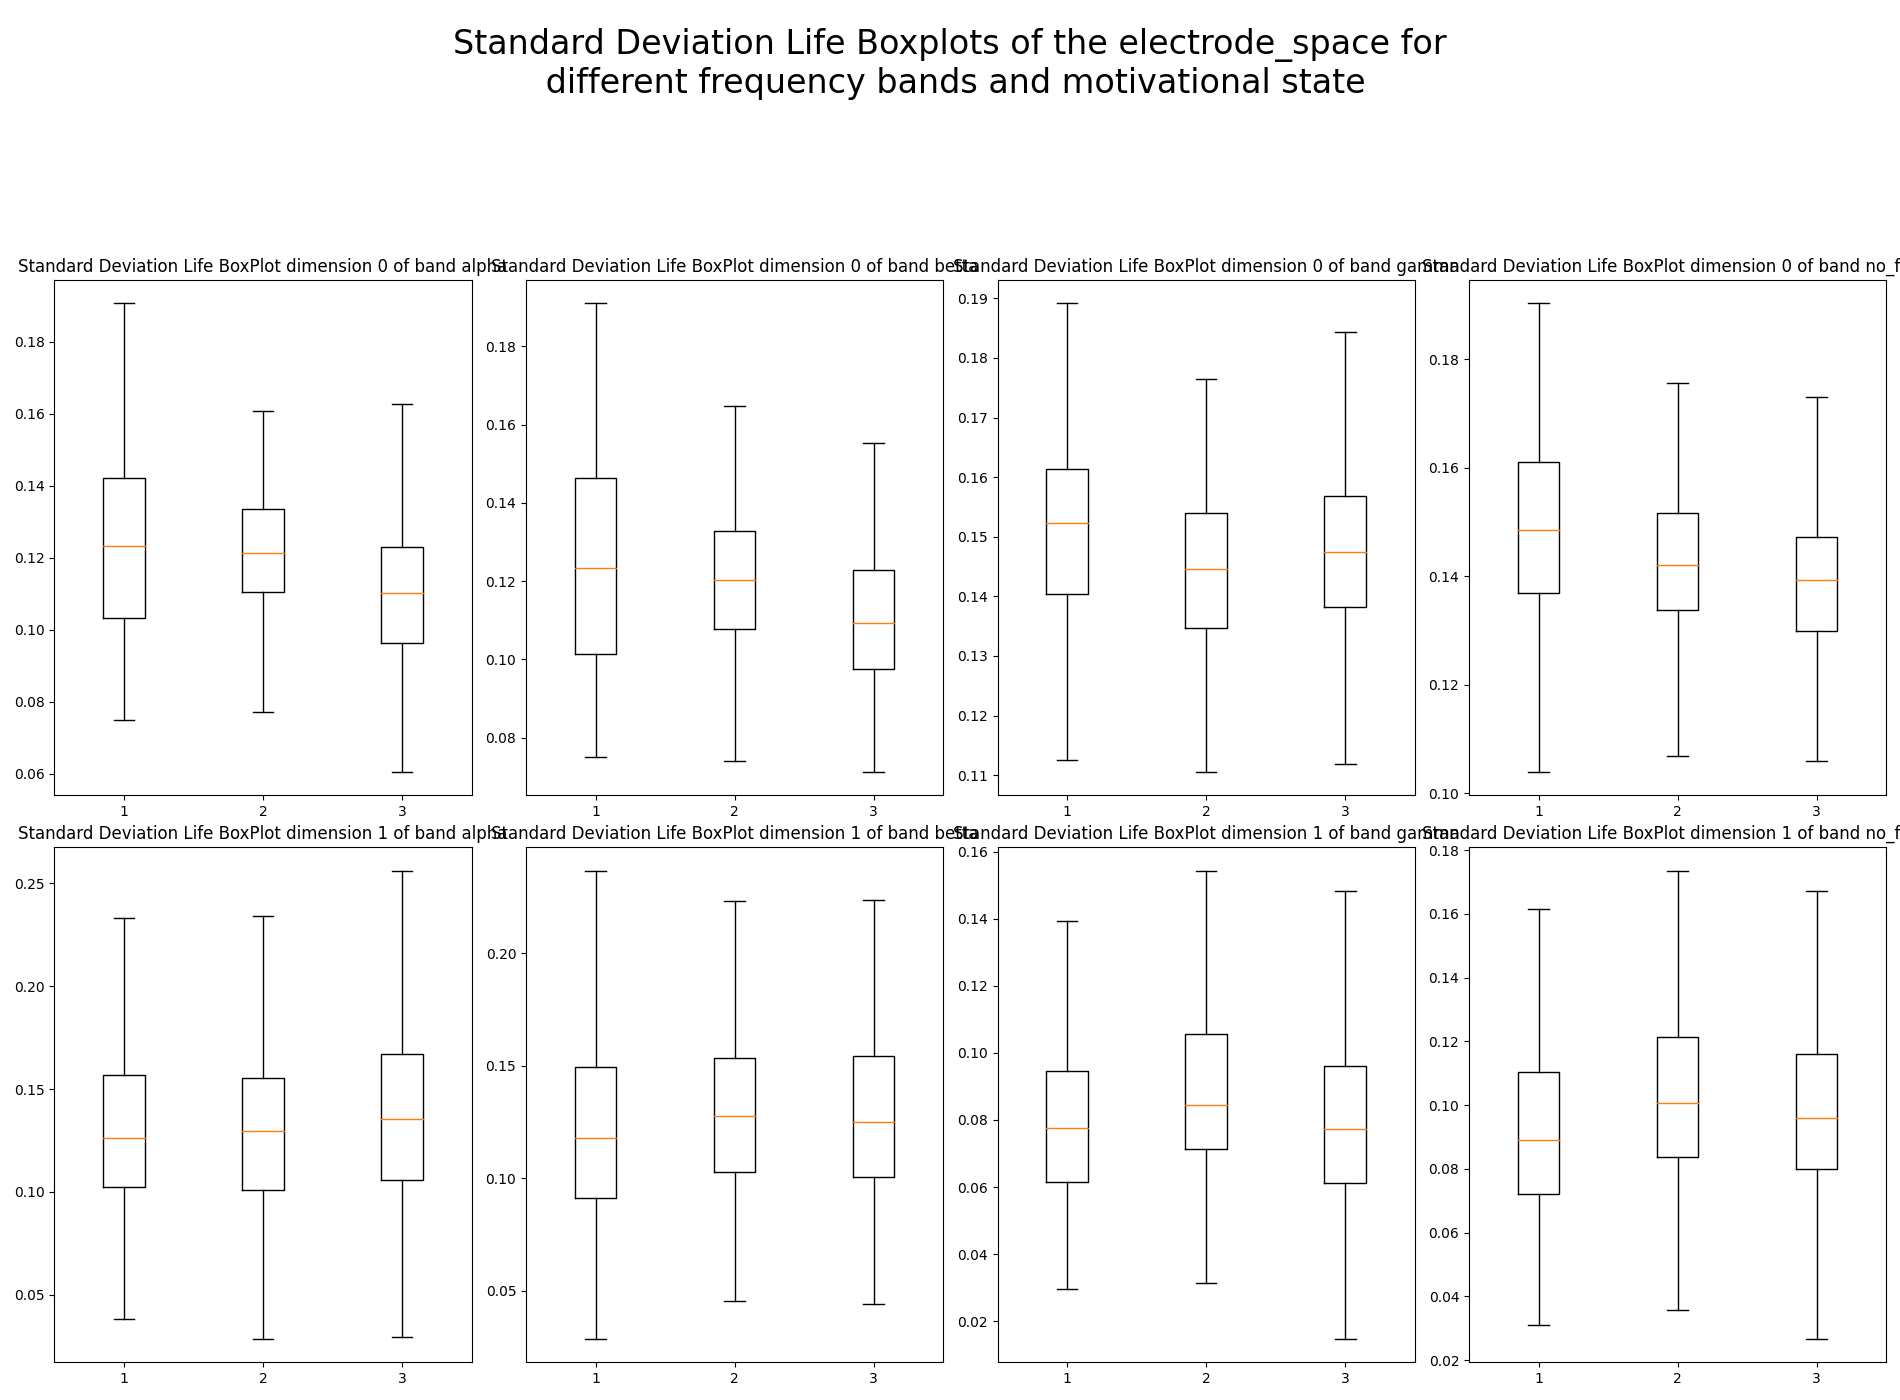 Standard Deviation Life Boxplots of the electrode_space for
different frequency bands and motivational state
Standard Deviation Life BoxPlot dimension 0 of band alpha
Standard Deviation Life BoxPlot dimension 0 of band betta
Standard Deviation Life BoxPlot dimension 0 of band gamma
Standard Deviation Life BoxPlot dimension 0 of band no_f
0.18
0.16
0.14
0.12
0.10
0.08
0.06
1 2 3
0.18
0.16
0.14
0.12
0.10
0.08
1 2 3
0.19
0.18
0.17
0.16
0.15
0.14
0.13
0.12
0.11
1 2 3
0.18
0.16
0.14
0.12
0.10
1 2 3
Standard Deviation Life BoxPlot dimension 1 of band alpha
Standard Deviation Life BoxPlot dimension 1 of band betta
Standard Deviation Life BoxPlot dimension 1 of band gamma
Standard Deviation Life BoxPlot dimension 1 of band no_f
0.25
0.20
0.15
0.10
0.05
1 2 3
0.20
0.15
0.10
0.05
1 2 3
0.16
0.14
0.12
0.10
0.08
0.06
0.04
0.02
1 2 3
0.18
0.16
0.14
0.12
0.10
0.08
0.06
0.04
0.02
1 2 3